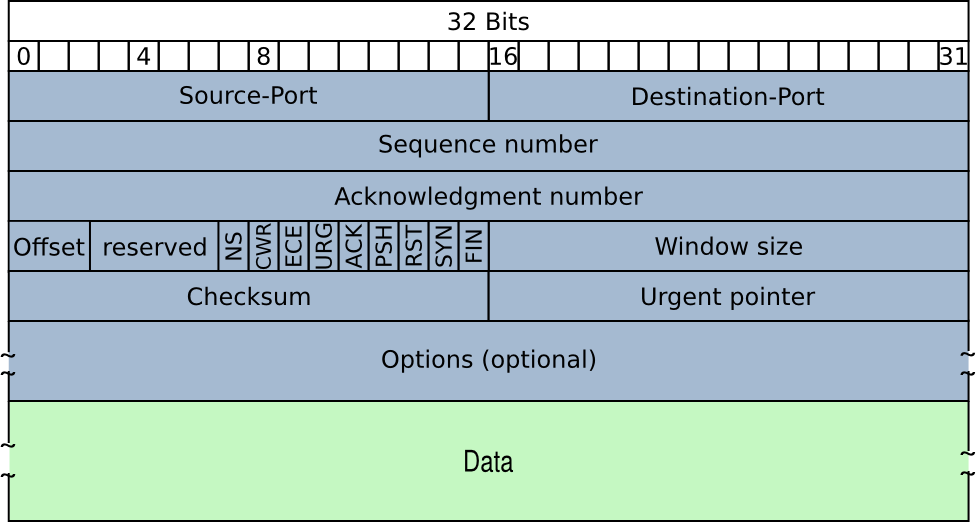 32 Bits
0 4 8 16 31
Source-Port Destination-Port
Sequence number
Acknowledgment number
Offset reserved NS CWR ECE URG ACK PSH RST SYN FIN Window size
Checksum Urgent pointer
Options (optional)
Data